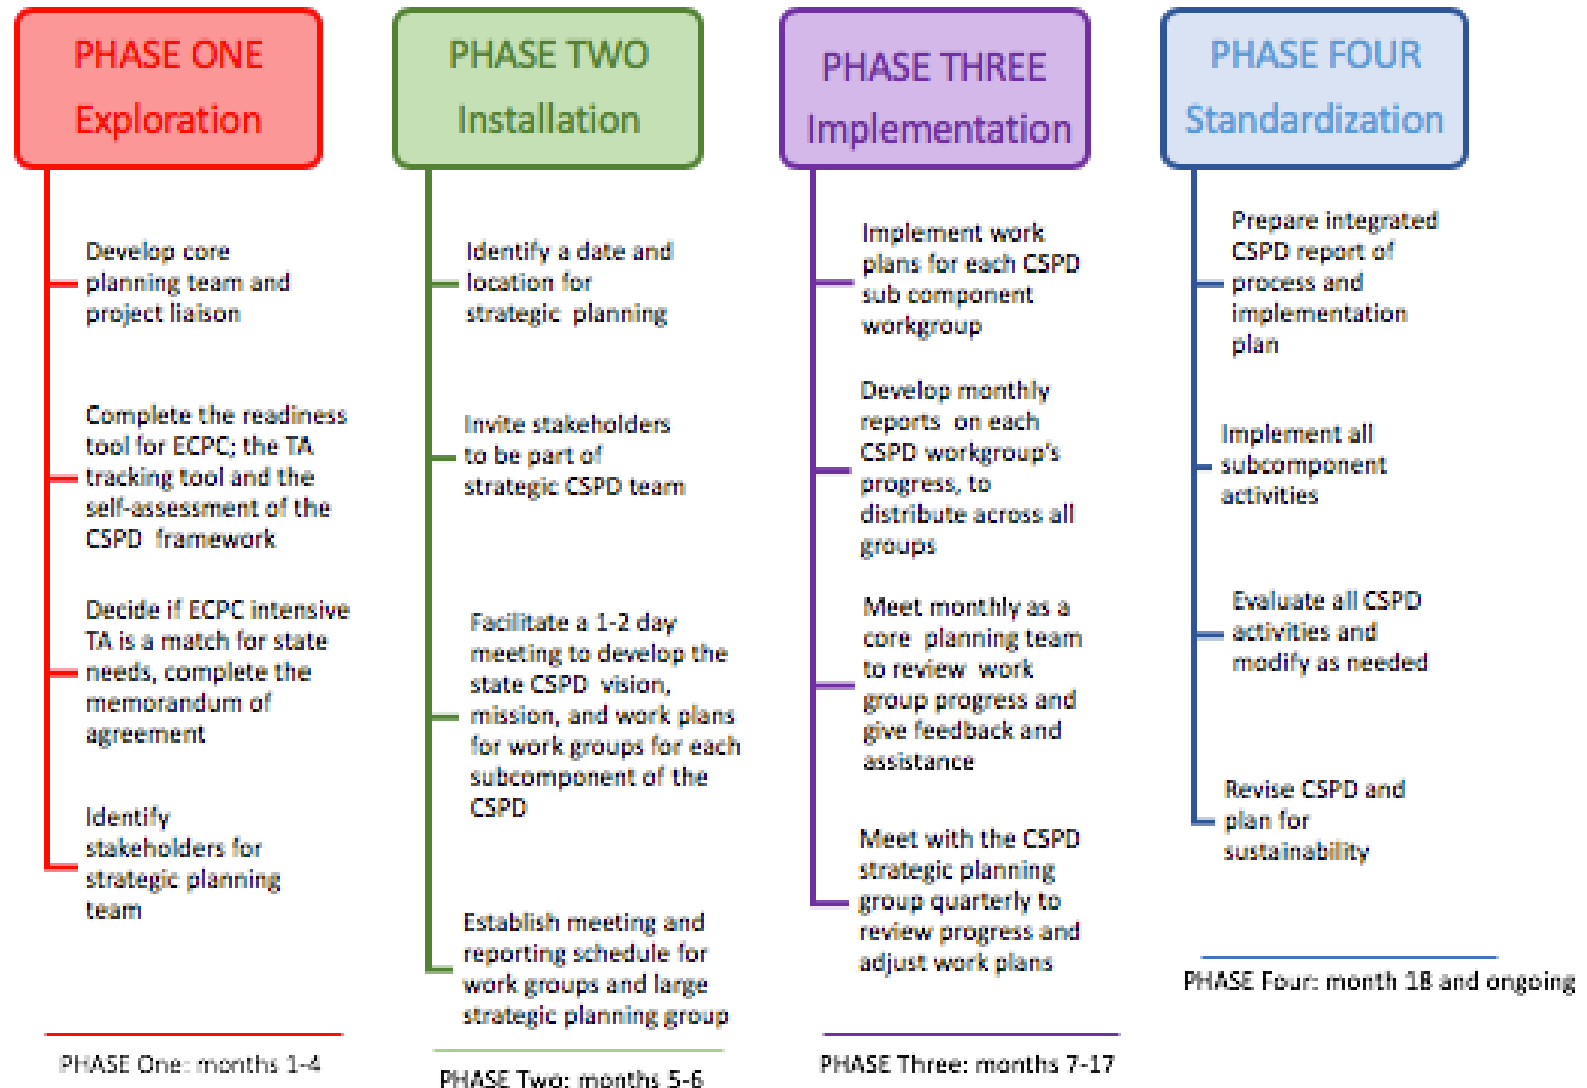 PHASE ONE
Exploration
Develop core
planning team and
project liaison
Complete the readiness
tool for ECPC; the TA
tracking tool and the
self-assessment of the
CSPD framework
Decide if ECPC intensive
TA is a match for state
needs, complete the
memorandum of
agreement
Identify
stakeholders for
strategic planning
team
PHASE One: months 1-4
PHASE TWO
Installation
Identify a date and
location for
strategic planning
Invite stakeholders
to be part of
strategic CSPD team
Facilitate a 1-2 day
meeting to develop the
state CSPD vision,
mission, and work plans
for work groups for each
subcomponent of the
CSPD
Establish meeting and
reporting schedule for
work groups and large
strategic planning group
PHASE Two: months 5-6
PHASE THREE
Implementation
Implement work
plans for each CSPD
sub component
workgroup
Develop monthly
reports on each
CSPD workgroup's
progress, to
distribute across all
groups
Meet monthly as a
core planning team
to review work
group progress and
give feedback and
assistance
Meet with the CSPD
strategic planning
group quarterly to
review progress and
adjust work plans
PHASE Three: months 7-17
PHASE FOUR
Standardization
Prepare integrated
CSPD report of
process and
implementation
plan
Implement all
subcomponent
activities
Evaluate all CSPD
activities and
modify as needed
Revise CSPD and
plan for
sustainability
PHASE Four: month 18 and ongoing